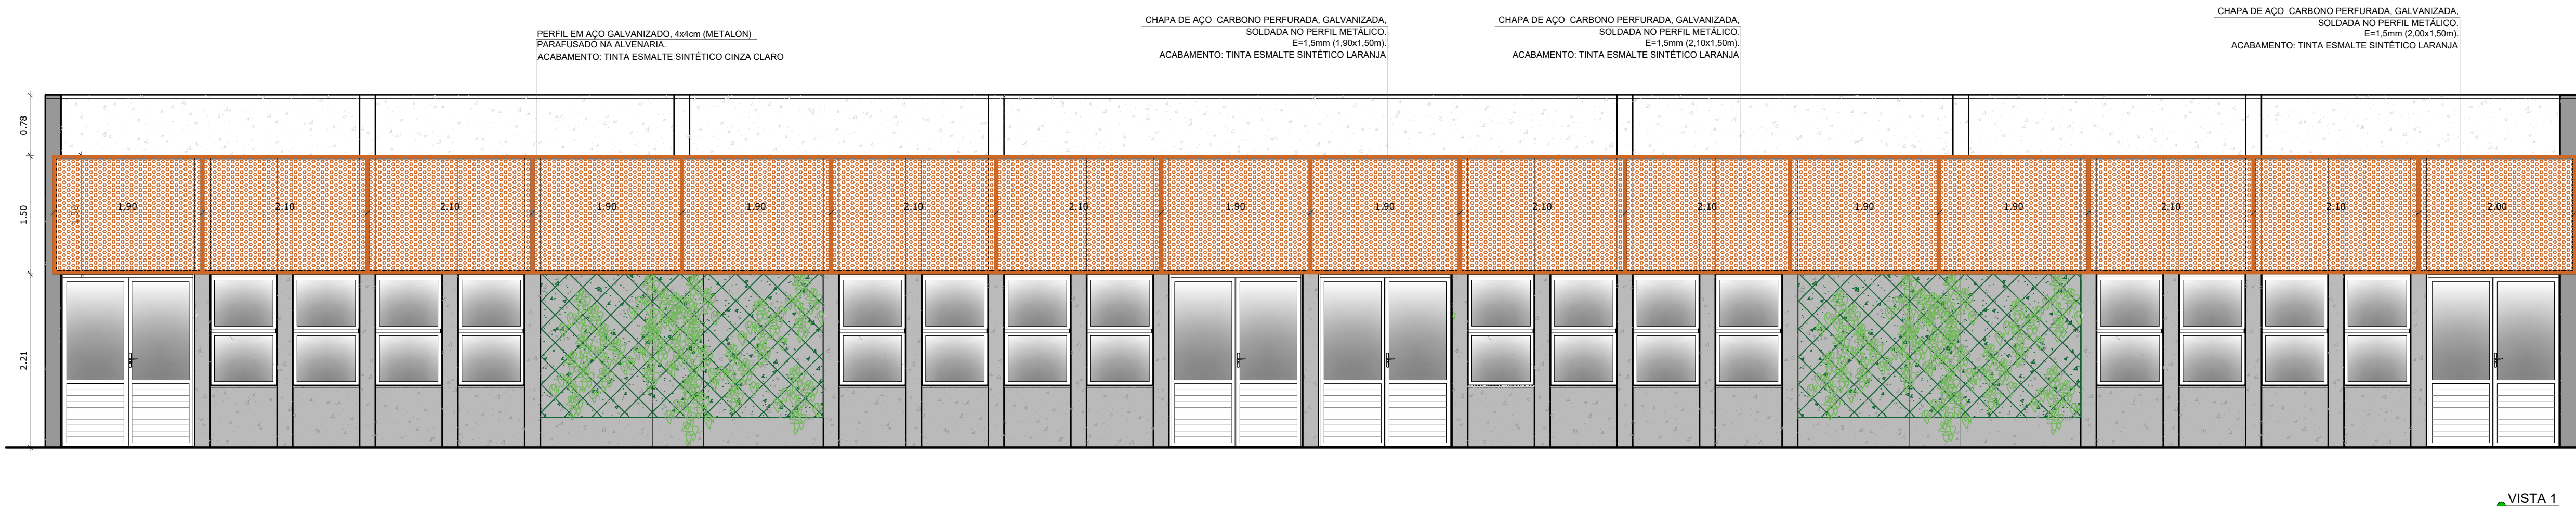 CHAPA DE AÇO  CARBONO PERFURADA, GALVANIZADA,
SOLDADA NO PERFIL METÁLICO.
E=1,5mm (2,00x1,50m).
ACABAMENTO: TINTA ESMALTE SINTÉTICO LARANJA
CHAPA DE AÇO  CARBONO PERFURADA, GALVANIZADA,
SOLDADA NO PERFIL METÁLICO.
E=1,5mm (1,90x1,50m).
ACABAMENTO: TINTA ESMALTE SINTÉTICO LARANJA
CHAPA DE AÇO  CARBONO PERFURADA, GALVANIZADA,
SOLDADA NO PERFIL METÁLICO.
E=1,5mm (2,10x1,50m).
ACABAMENTO: TINTA ESMALTE SINTÉTICO LARANJA
PERFIL EM AÇO GALVANIZADO, 4x4cm (METALON)
PARAFUSADO NA ALVENARIA.
ACABAMENTO: TINTA ESMALTE SINTÉTICO CINZA CLARO
0.78
1.50
1.50
1.90
2.10
2.10
1.90
1.90
2.10
2.10
1.90
1.90
2.10
2.10
1.90
1.90
2.10
2.10
2.00
2.21
VISTA 1